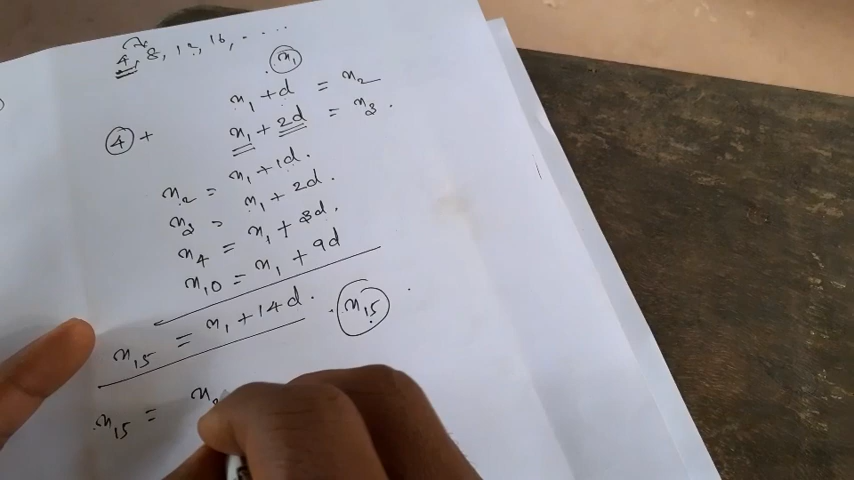 4, 8, 12, 16, .....
x₁
x₁ + d = x₂
4 + x₁ + 2d = x₃.
x₂ = x₁ + 1d.
x₃ = x₁ + 2d.
x₄ = x₁ + 3d.
x₁₀ = x₁ + 9d
x₁₅ = x₁ + 14d. x₁₅
x₁₅ =